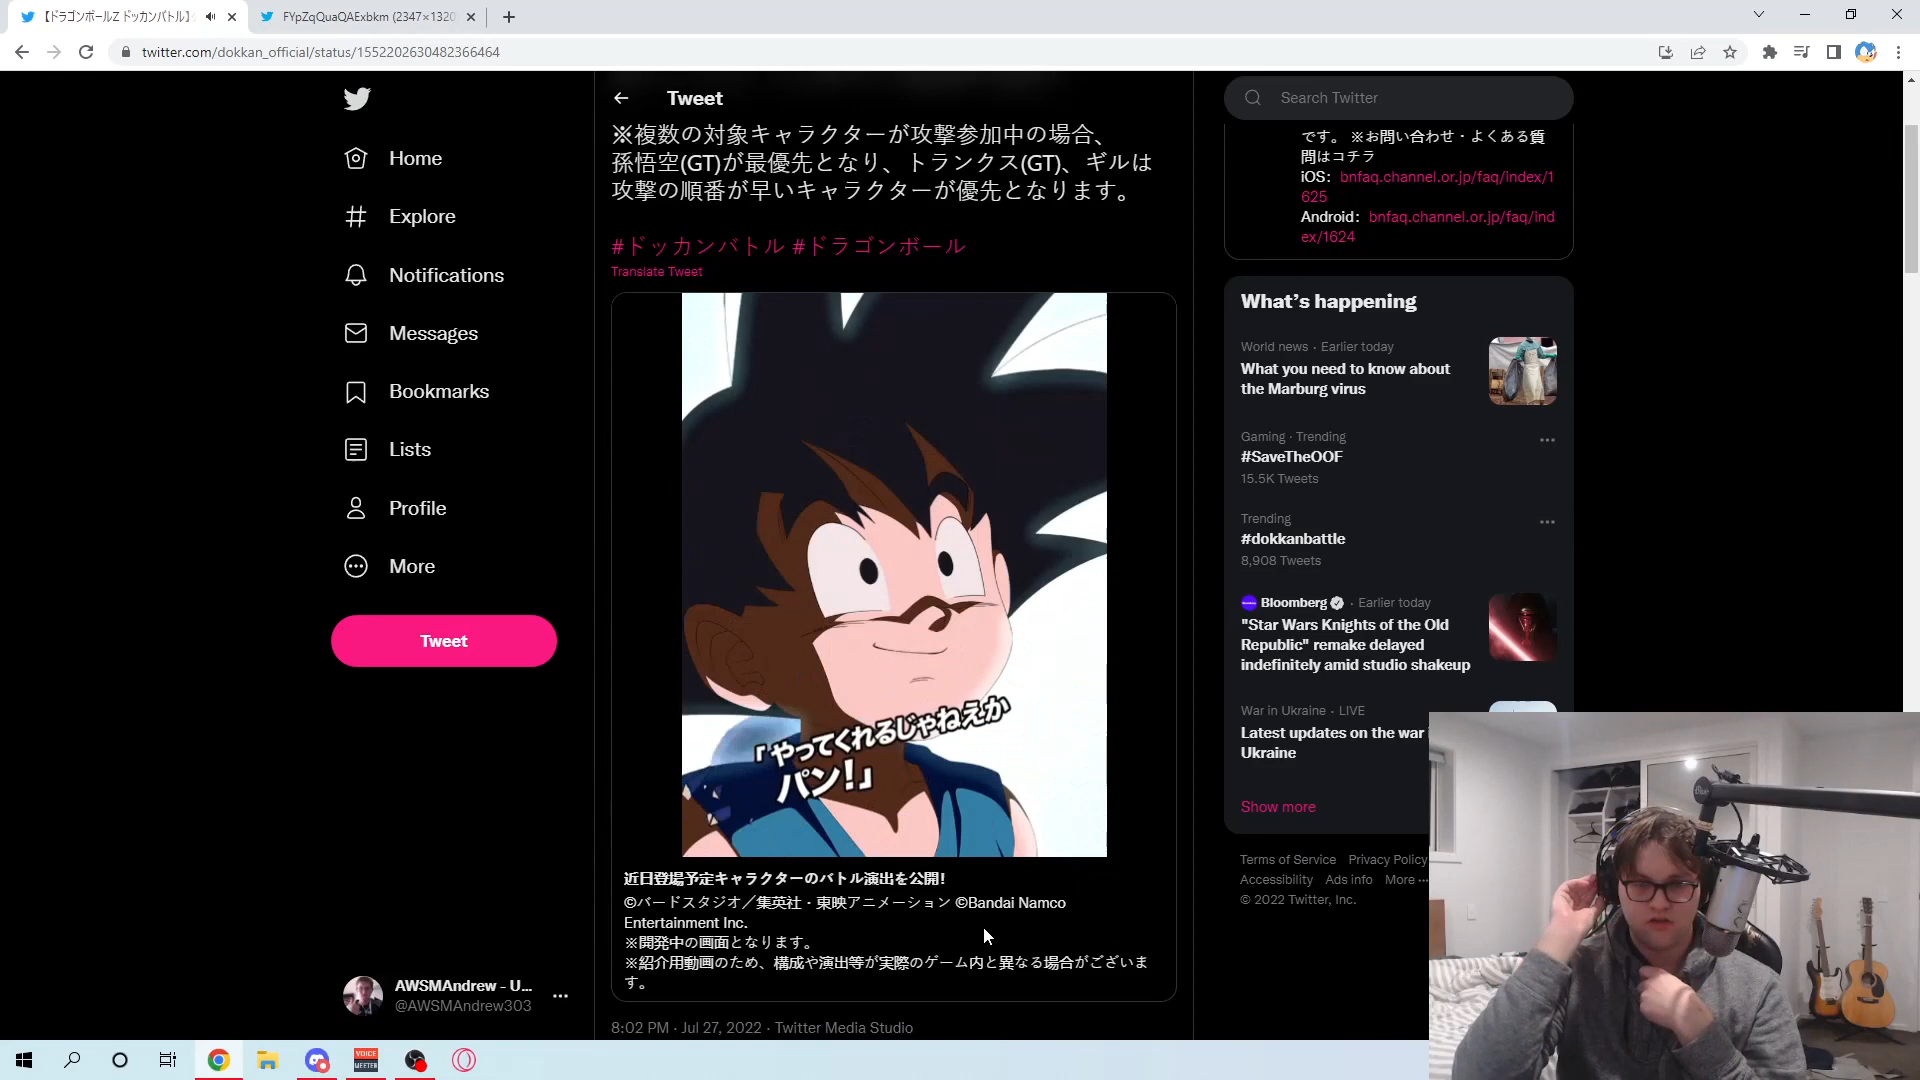 【ドラゴンボールZ ドッカンバトル】
FYpZqQuaQAExbkm (2347×1320
twitter.com/dokkan_official/status/1552202630482366464
Home
Explore
Notifications
Messages
Bookmarks
Lists
Profile
More
Tweet
AWSMAndrew - U...
@AWSMAndrew303
Tweet
※複数の対象キャラクターが攻撃参加中の場合、
孫悟空(GT)が最優先となり、トランクス(GT)、ギルは
攻撃の順番が早いキャラクターが優先となります。
#ドッカンバトル #ドラゴンボール
Translate Tweet
「やってくれるじゃねえか
パン!」
近日登場予定キャラクターのバトル演出を公開!
©バードスタジオ／集英社・東映アニメーション ©Bandai Namco
Entertainment Inc.
※開発中の画面となります。
※紹介用動画のため、構成や演出等が実際のゲーム内と異なる場合がございま
す。
8:02 PM · Jul 27, 2022 · Twitter Media Studio
Search Twitter
です。 ※お問い合わせ・よくある質
問はコチラ
iOS： bnfaq.channel.or.jp/faq/index/1
625
Android： bnfaq.channel.or.jp/faq/ind
ex/1624
What's happening
World news · Earlier today
What you need to know about
the Marburg virus
Gaming · Trending
#SaveTheOOF
15.5K Tweets
Trending
#dokkanbattle
8,908 Tweets
Bloomberg · Earlier today
"Star Wars Knights of the Old
Republic" remake delayed
indefinitely amid studio shakeup
War in Ukraine · LIVE
Latest updates on the war
Ukraine
Show more
Terms of Service Privacy Policy
Accessibility Ads info More ···
© 2022 Twitter, Inc.
VOICE
MEETER